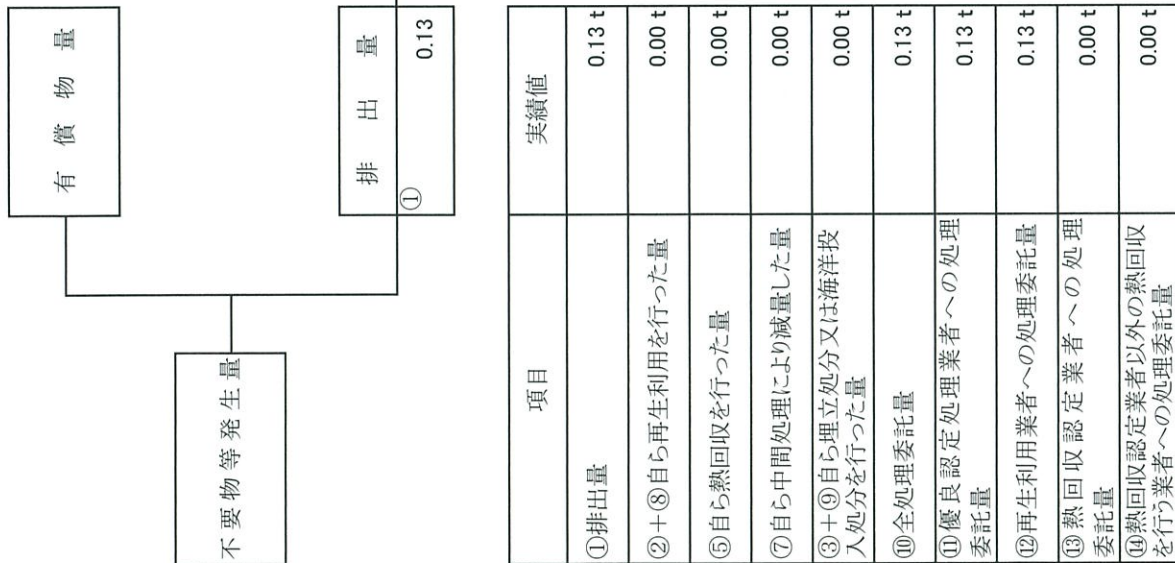 不要物等発生量
有償物量
排出量
① 0.13
項目 実績値
①排出量 0.13 t
②+⑧自ら再生利用を行った量 0.00 t
⑤自ら熱回収を行った量 0.00 t
⑦自ら中間処理により減量した量 0.00 t
③+⑨自ら埋立処分又は海洋投
入処分を行った量 0.00 t
⑩全処理委託量 0.13 t
⑪優良認定処理業者への処理
委託量 0.13 t
⑫再生利用業者への処理委託量 0.13 t
⑬熱回収認定業者への処理
委託量 0.00 t
⑭熱回収認定業者以外の熱回収
を行う業者への処理委託量 0.00 t